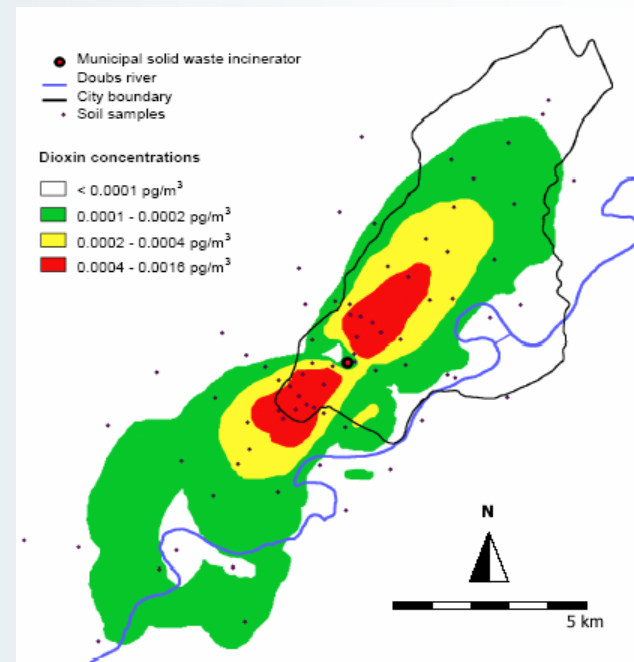 Municipal solid waste incinerator
Doubs river
City boundary
Soil samples
Dioxin concentrations
< 0.0001 pg/m³
0.0001 - 0.0002 pg/m³
0.0002 - 0.0004 pg/m³
0.0004 - 0.0016 pg/m³
N
5 km